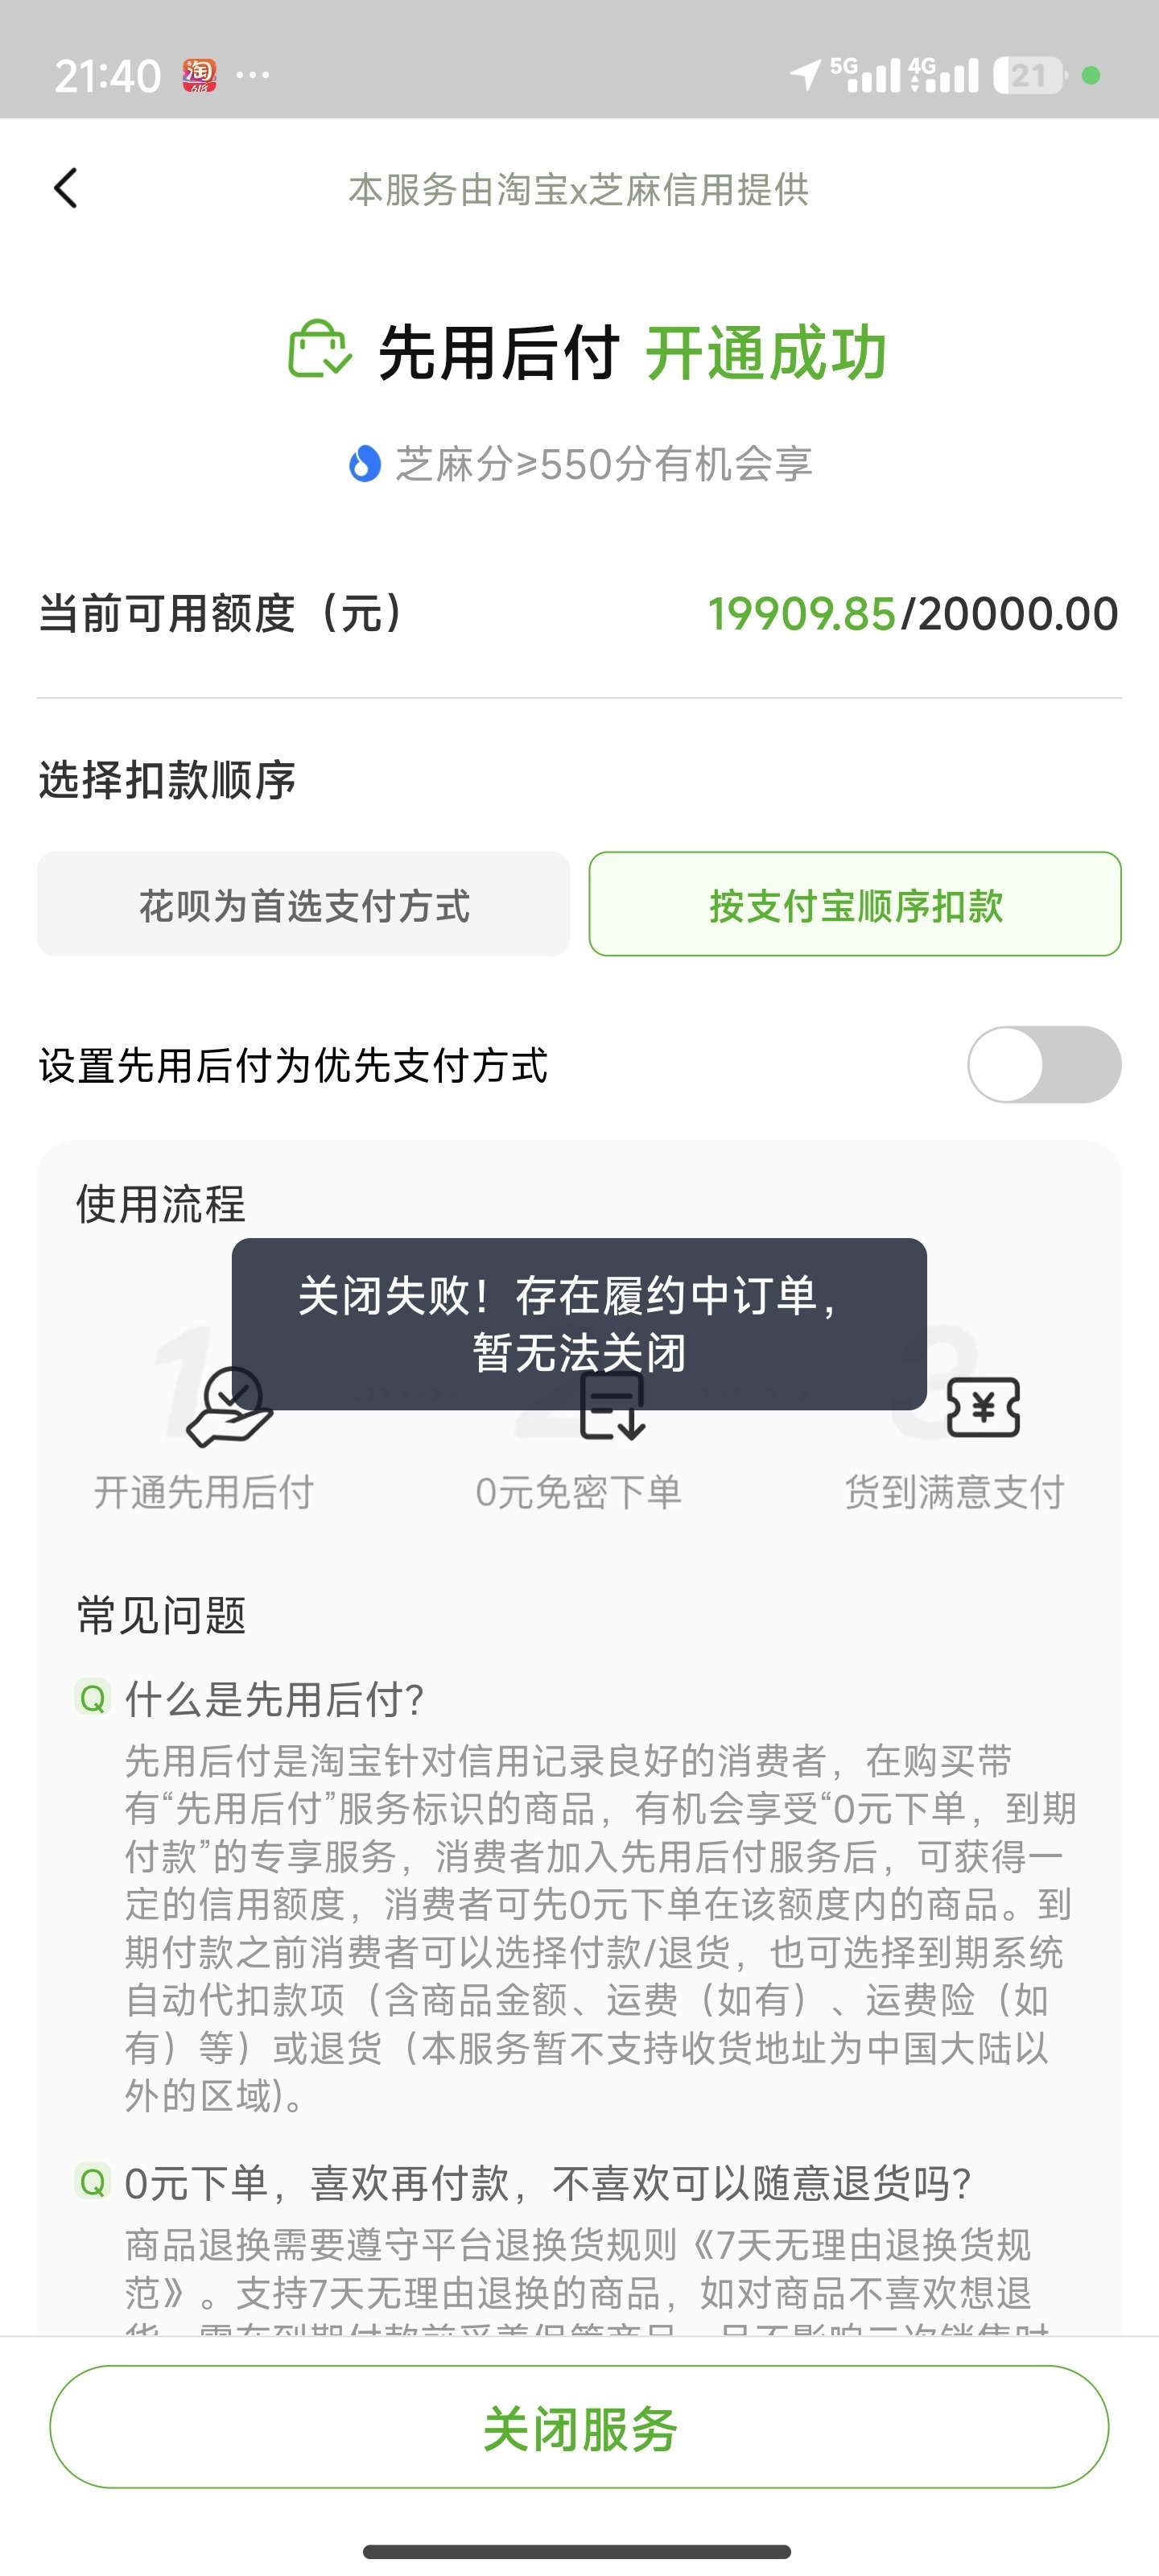 21:40 淘 618 ··· 5G 4G 21
本服务由淘宝x芝麻信用提供
先用后付 开通成功
芝麻分≥550分有机会享
当前可用额度（元） 19909.85/20000.00
选择扣款顺序
花呗为首选支付方式 按支付宝顺序扣款
设置先用后付为优先支付方式
使用流程
关闭失败！存在履约中订单，
暂无法关闭
1 2 3
开通先用后付 0元免密下单 货到满意支付
常见问题
Q 什么是先用后付？
先用后付是淘宝针对信用记录良好的消费者，在购买带
有“先用后付”服务标识的商品，有机会享受“0元下单，到期
付款”的专享服务，消费者加入先用后付服务后，可获得一
定的信用额度，消费者可先0元下单在该额度内的商品。到
期付款之前消费者可以选择付款/退货，也可选择到期系统
自动代扣款项（含商品金额、运费（如有）、运费险（如
有）等）或退货（本服务暂不支持收货地址为中国大陆以
外的区域)。
Q 0元下单，喜欢再付款，不喜欢可以随意退货吗？
商品退换需要遵守平台退换货规则《7天无理由退换货规
范》。支持7天无理由退换的商品，如对商品不喜欢想退
关闭服务